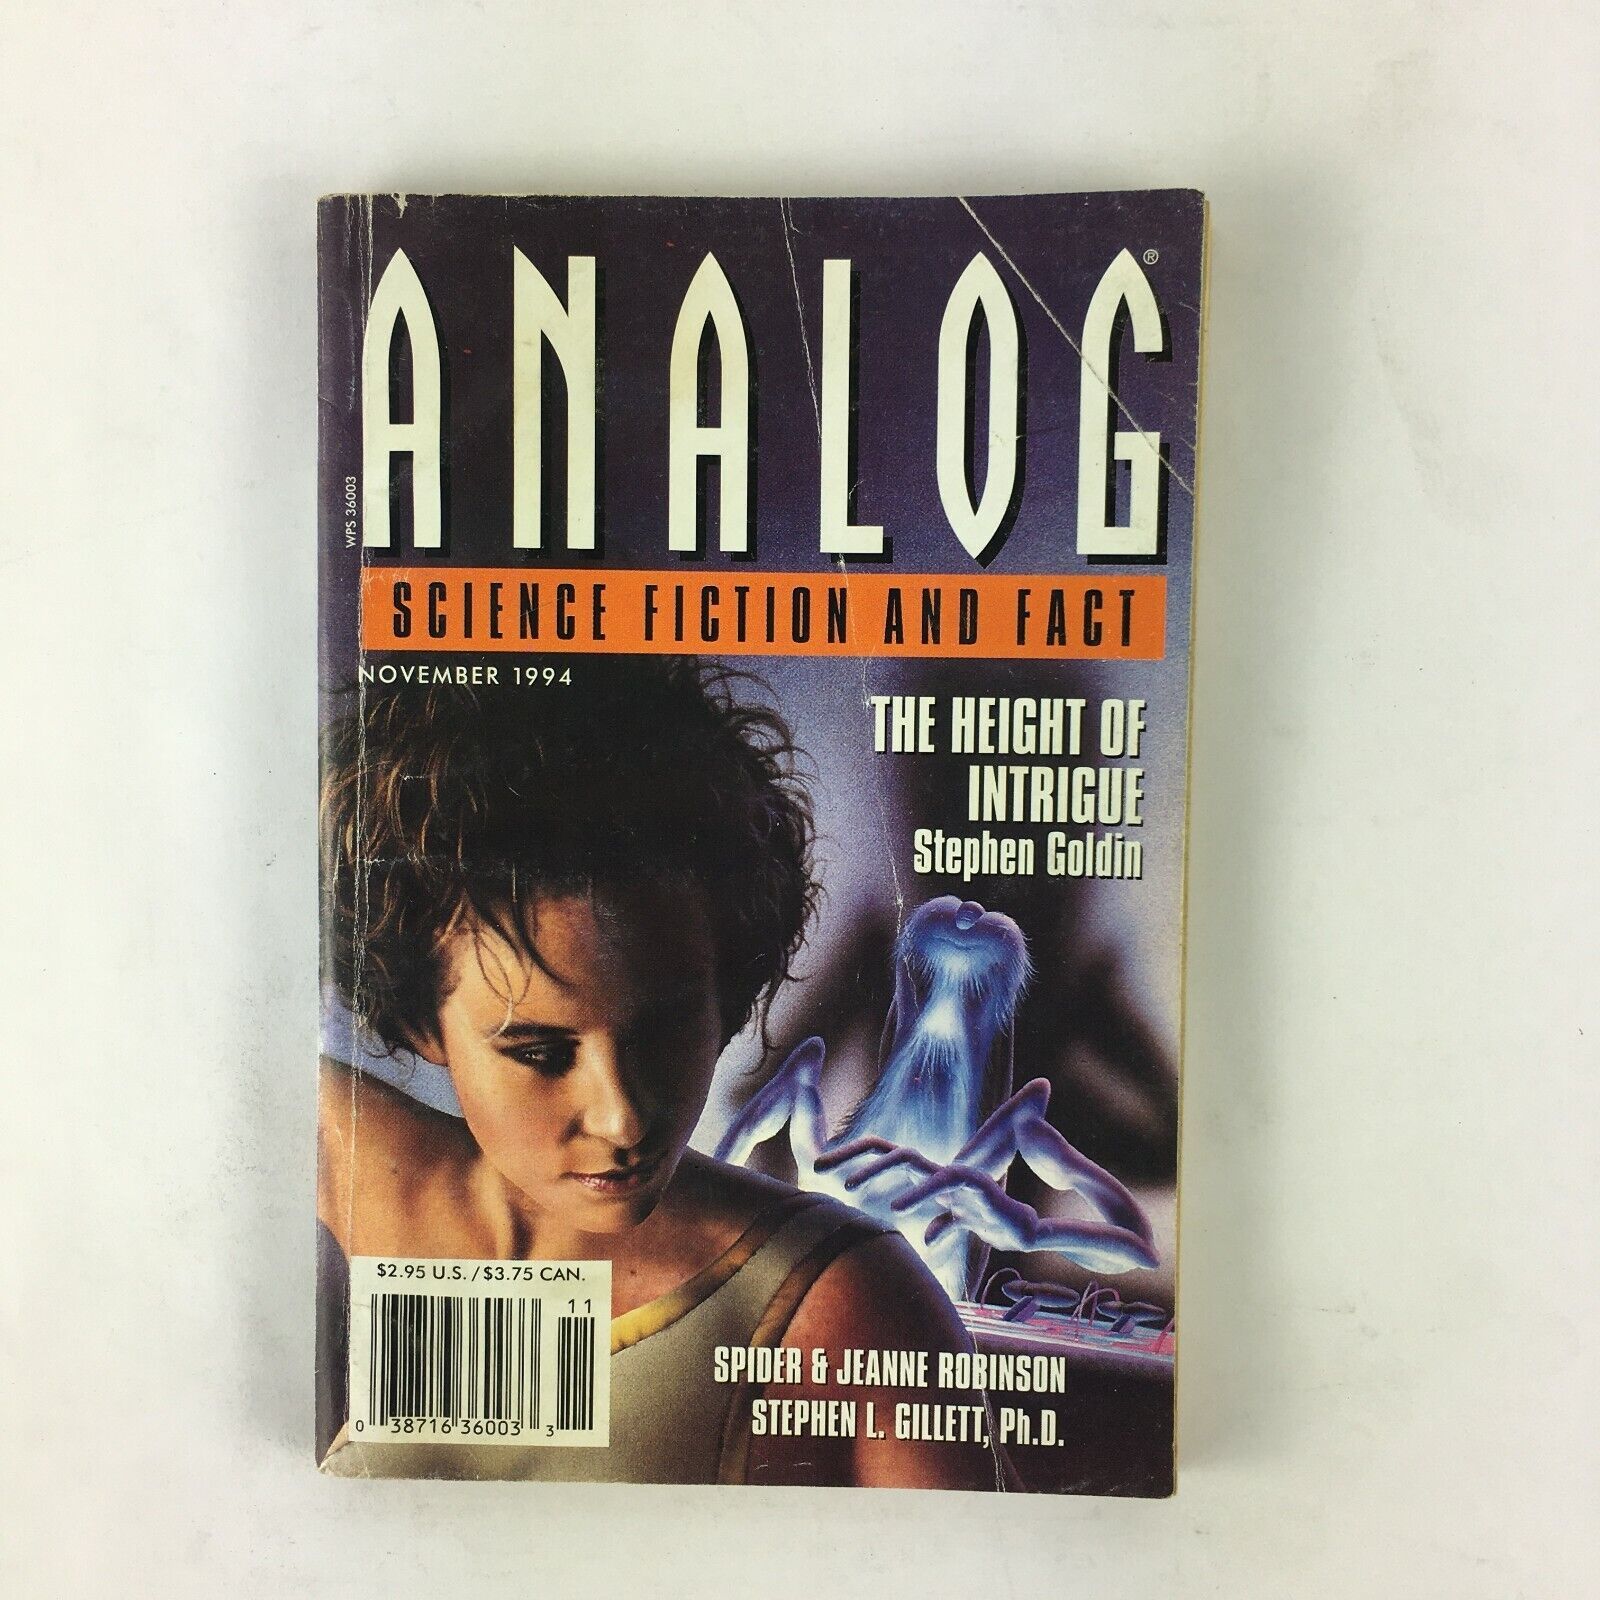 ANALOG®
SCIENCE FICTION AND FACT
WPS 36003
NOVEMBER 1994
THE HEIGHT OF
INTRIGUE
Stephen Goldin
$2.95 U.S. / $3.75 CAN.
11
0 38716 36003 3
SPIDER & JEANNE ROBINSON
STEPHEN L. GILLETT, Ph.D.